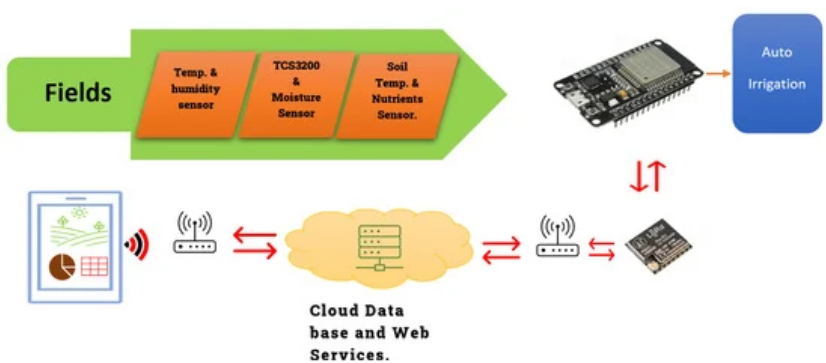 Fields
Temp. &
humidity
sensor
TCS3200
&
Moisture
Sensor
Soil
Temp. &
Nutrients
Sensor.
Auto
Irrigation
Cloud Data
base and Web
Services.